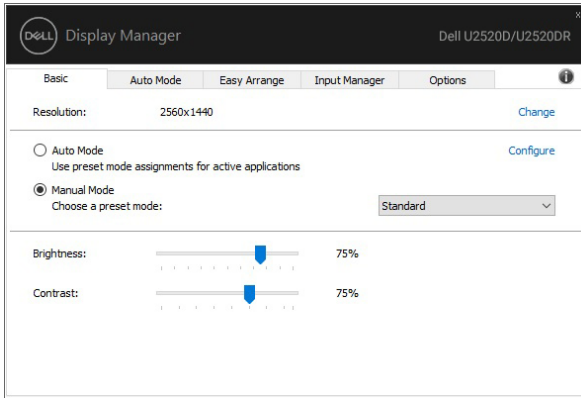 DELL Display Manager
Dell U2520D/U2520DR
Basic
Auto Mode
Easy Arrange
Input Manager
Options
Resolution:
2560x1440
Change
Auto Mode
Configure
Use preset mode assignments for active applications
Manual Mode
Choose a preset mode:
Standard
Brightness:
75%
Contrast:
75%